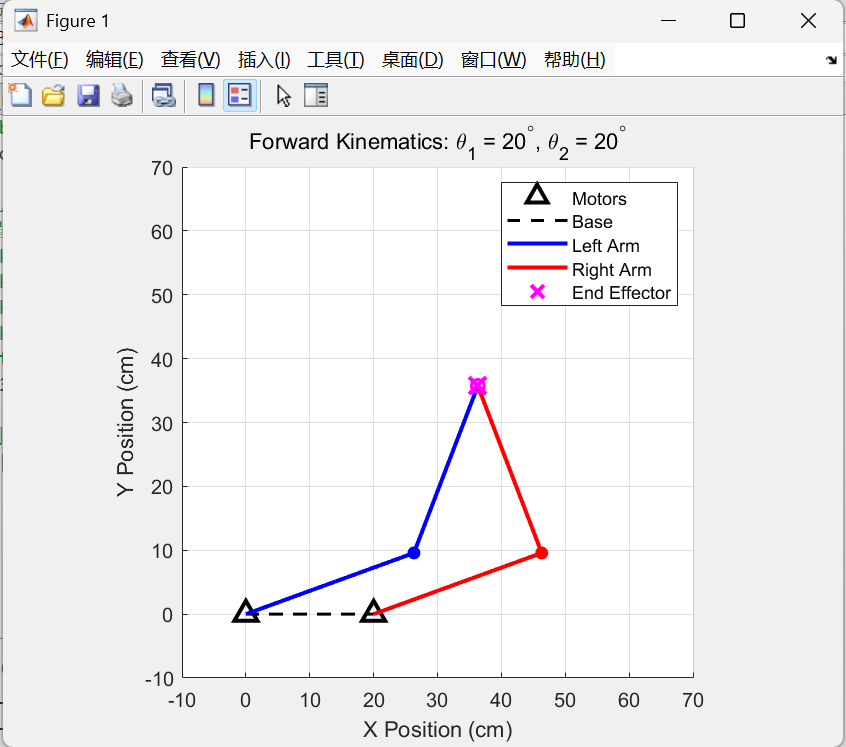 Figure 1
文件(F) 编辑(E) 查看(V) 插入(I) 工具(T) 桌面(D) 窗口(W) 帮助(H)
Forward Kinematics: θ₁ = 20°, θ₂ = 20°
Motors
Base
Left Arm
Right Arm
End Effector
70
60
50
40
30
20
10
0
-10
Y Position (cm)
-10 0 10 20 30 40 50 60 70
X Position (cm)